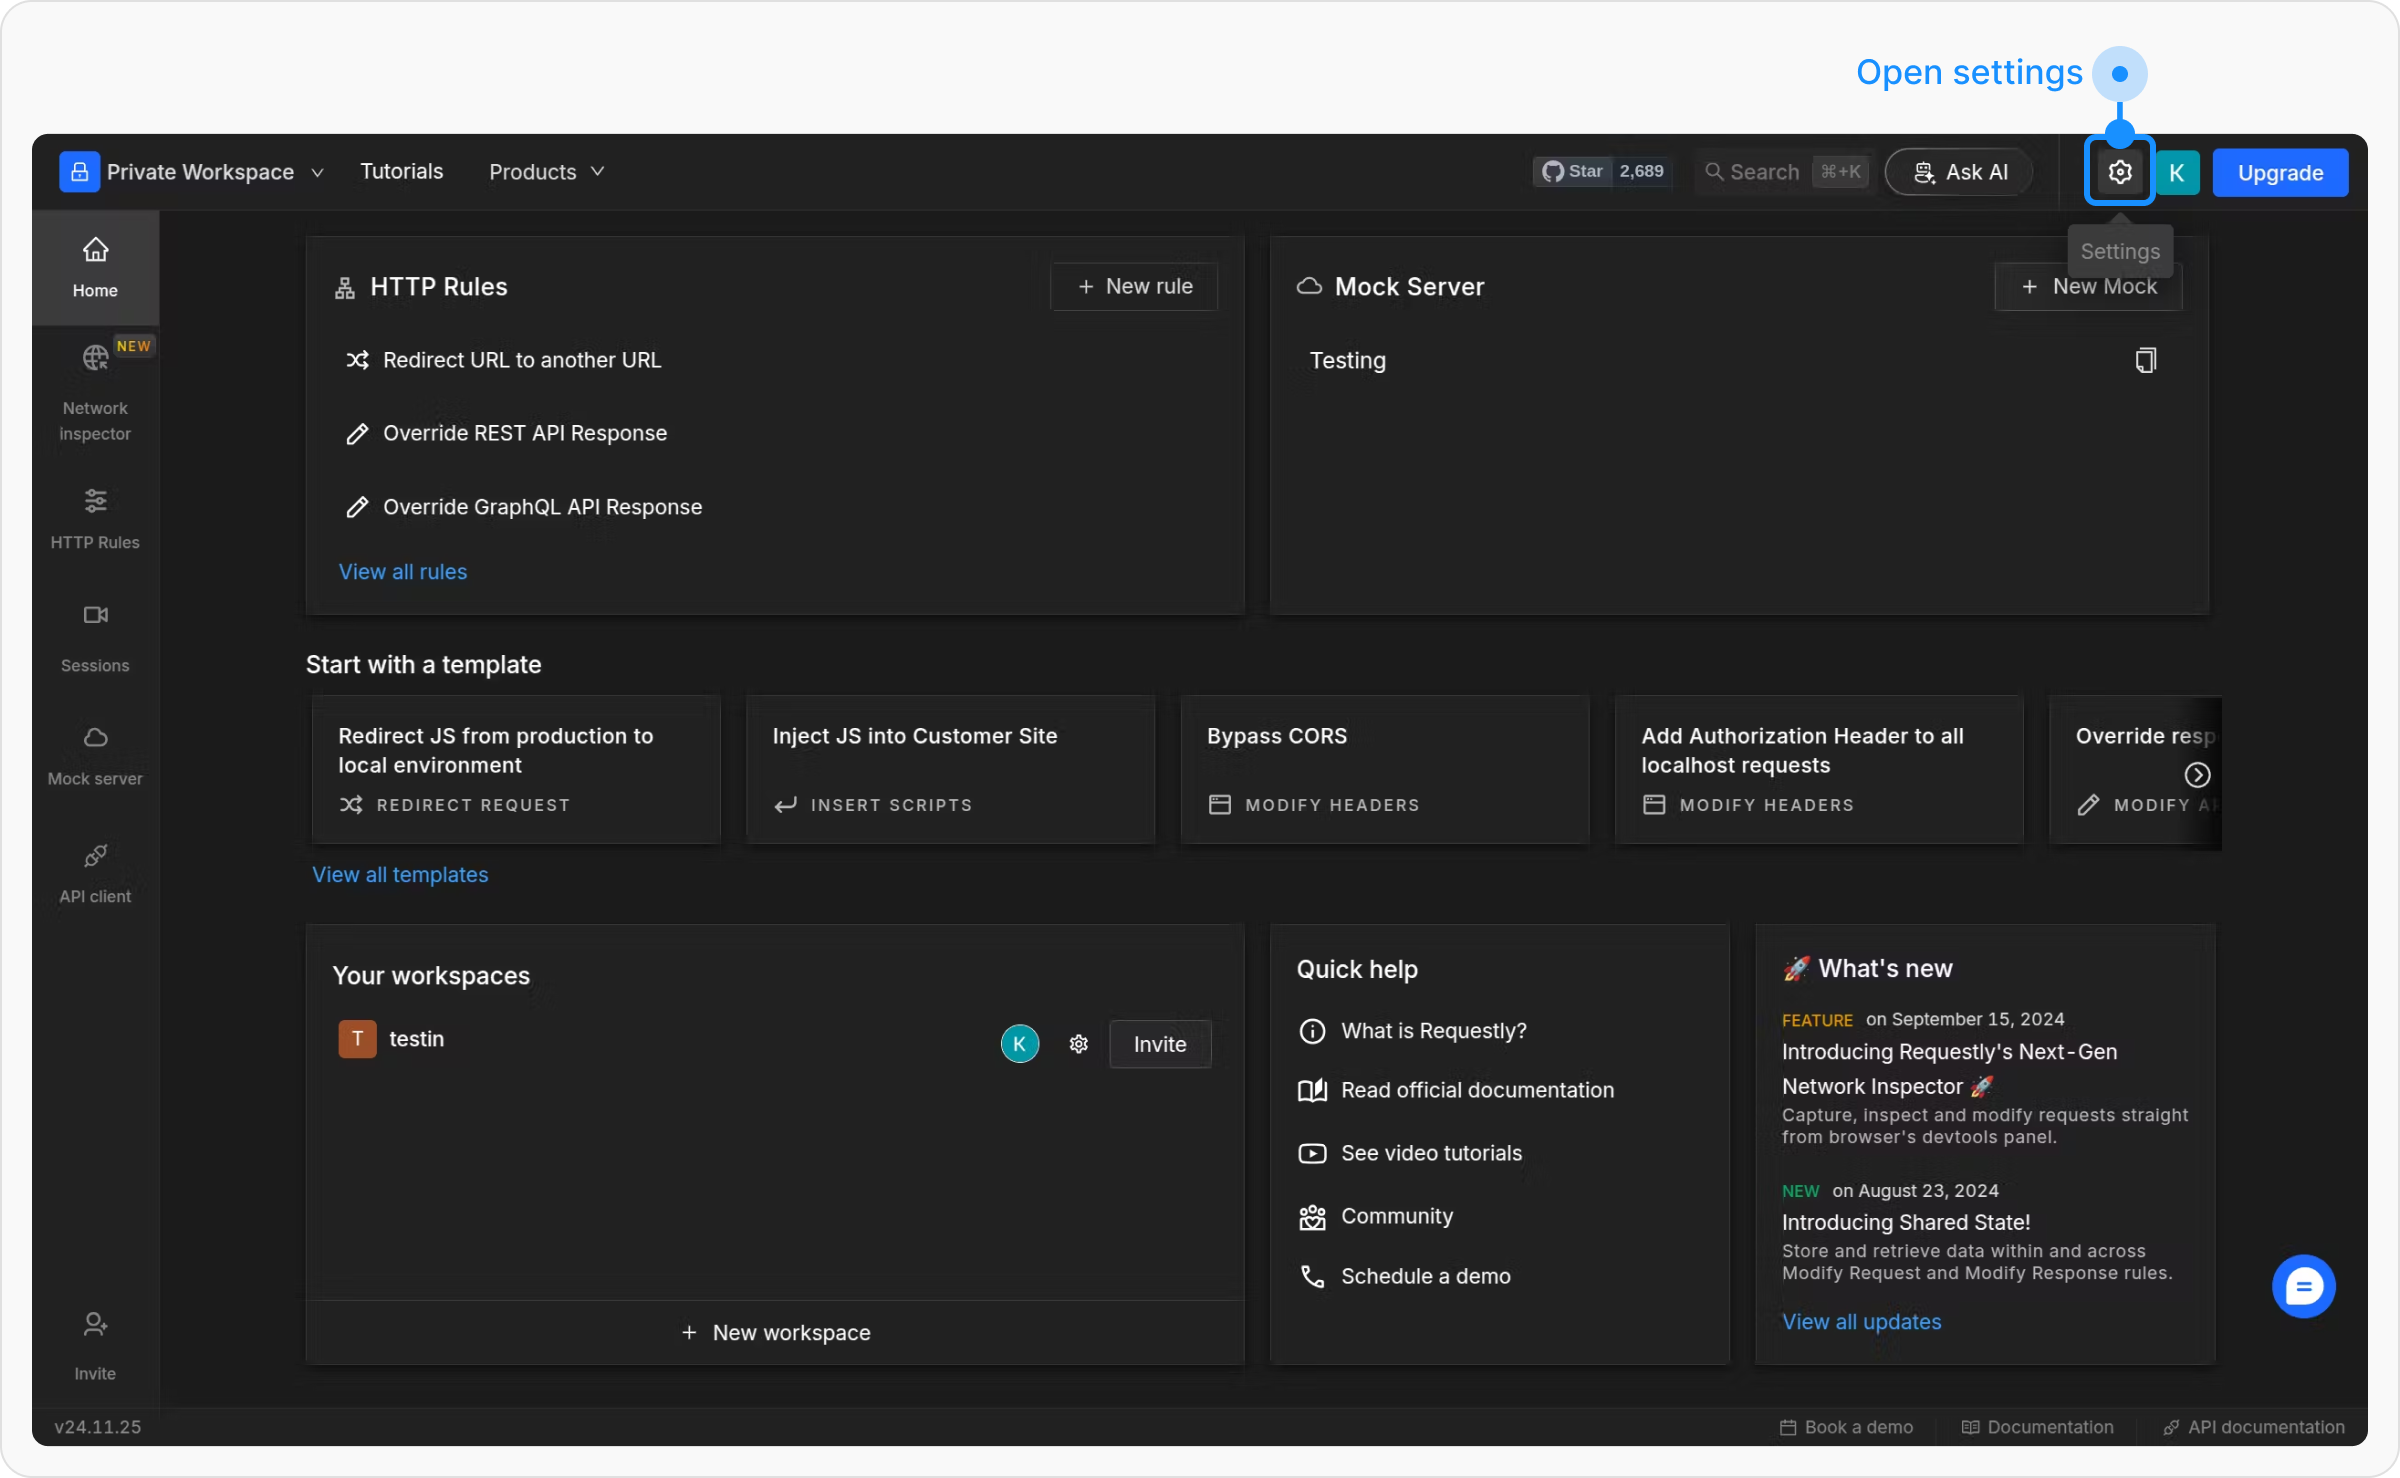 Open settings
Private Workspace
Tutorials
Products
Star 2,689
Search ⌘+K
Ask AI
K
Upgrade
Settings
Home
NEW
Network
inspector
HTTP Rules
Sessions
Mock server
API client
Invite
HTTP Rules
+ New rule
Redirect URL to another URL
Override REST API Response
Override GraphQL API Response
View all rules
Mock Server
+ New Mock
Testing
Start with a template
Redirect JS from production to
local environment
REDIRECT REQUEST
Inject JS into Customer Site
INSERT SCRIPTS
Bypass CORS
MODIFY HEADERS
Add Authorization Header to all
localhost requests
MODIFY HEADERS
Override resp
MODIFY A
View all templates
Your workspaces
T testin
K
Invite
+ New workspace
Quick help
What is Requestly?
Read official documentation
See video tutorials
Community
Schedule a demo
🚀 What's new
FEATURE on September 15, 2024
Introducing Requestly's Next-Gen
Network Inspector 🚀
Capture, inspect and modify requests straight
from browser's devtools panel.
NEW on August 23, 2024
Introducing Shared State!
Store and retrieve data within and across
Modify Request and Modify Response rules.
View all updates
v24.11.25
Book a demo
Documentation
API documentation